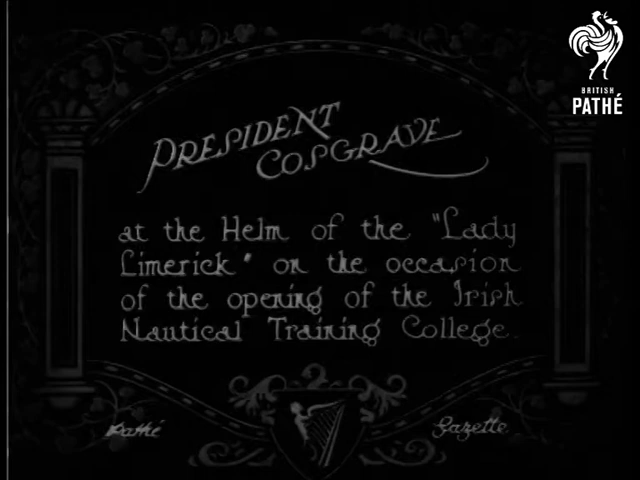 BRITISH
PATHÉ
PRESIDENT
COSGRAVE
at the Helm of the "Lady
Limerick" on the occasion
of the opening of the Irish
Nautical Training College.
Pathé Gazette